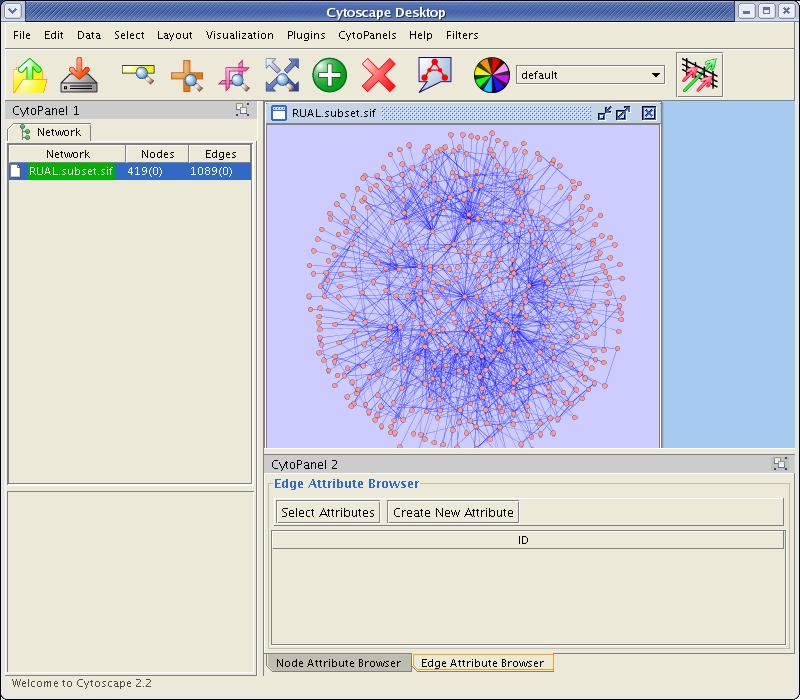 Cytoscape Desktop
File Edit Data Select Layout Visualization Plugins CytoPanels Help Filters
default
CytoPanel 1
RUAL.subset.sif
Network
Network Nodes Edges
RUAL.subset.sif 419(0) 1089(0)
CytoPanel 2
Edge Attribute Browser
Select Attributes Create New Attribute
ID
Node Attribute Browser Edge Attribute Browser
Welcome to Cytoscape 2.2